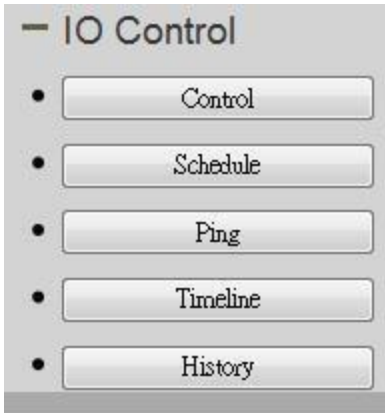 − IO Control
• Control
• Schedule
• Ping
• Timeline
• History